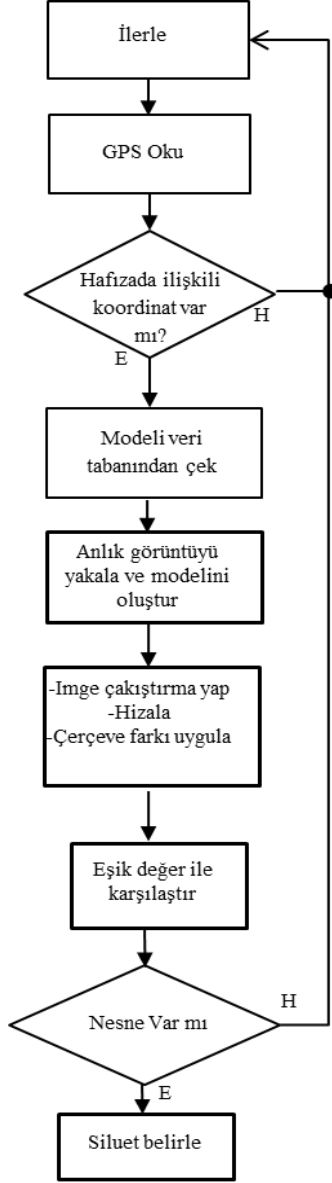 İlerle
GPS Oku
Hafızada ilişkili
koordinat var
mı?
H
E
Modeli veri
tabanından çek
Anlık görüntüyü
yakala ve modelini
oluştur
-Imge çakıştırma yap
-Hizala
-Çerçeve farkı uygula
Eşik değer ile
karşılaştır
H
Nesne Var mı
E
Siluet belirle